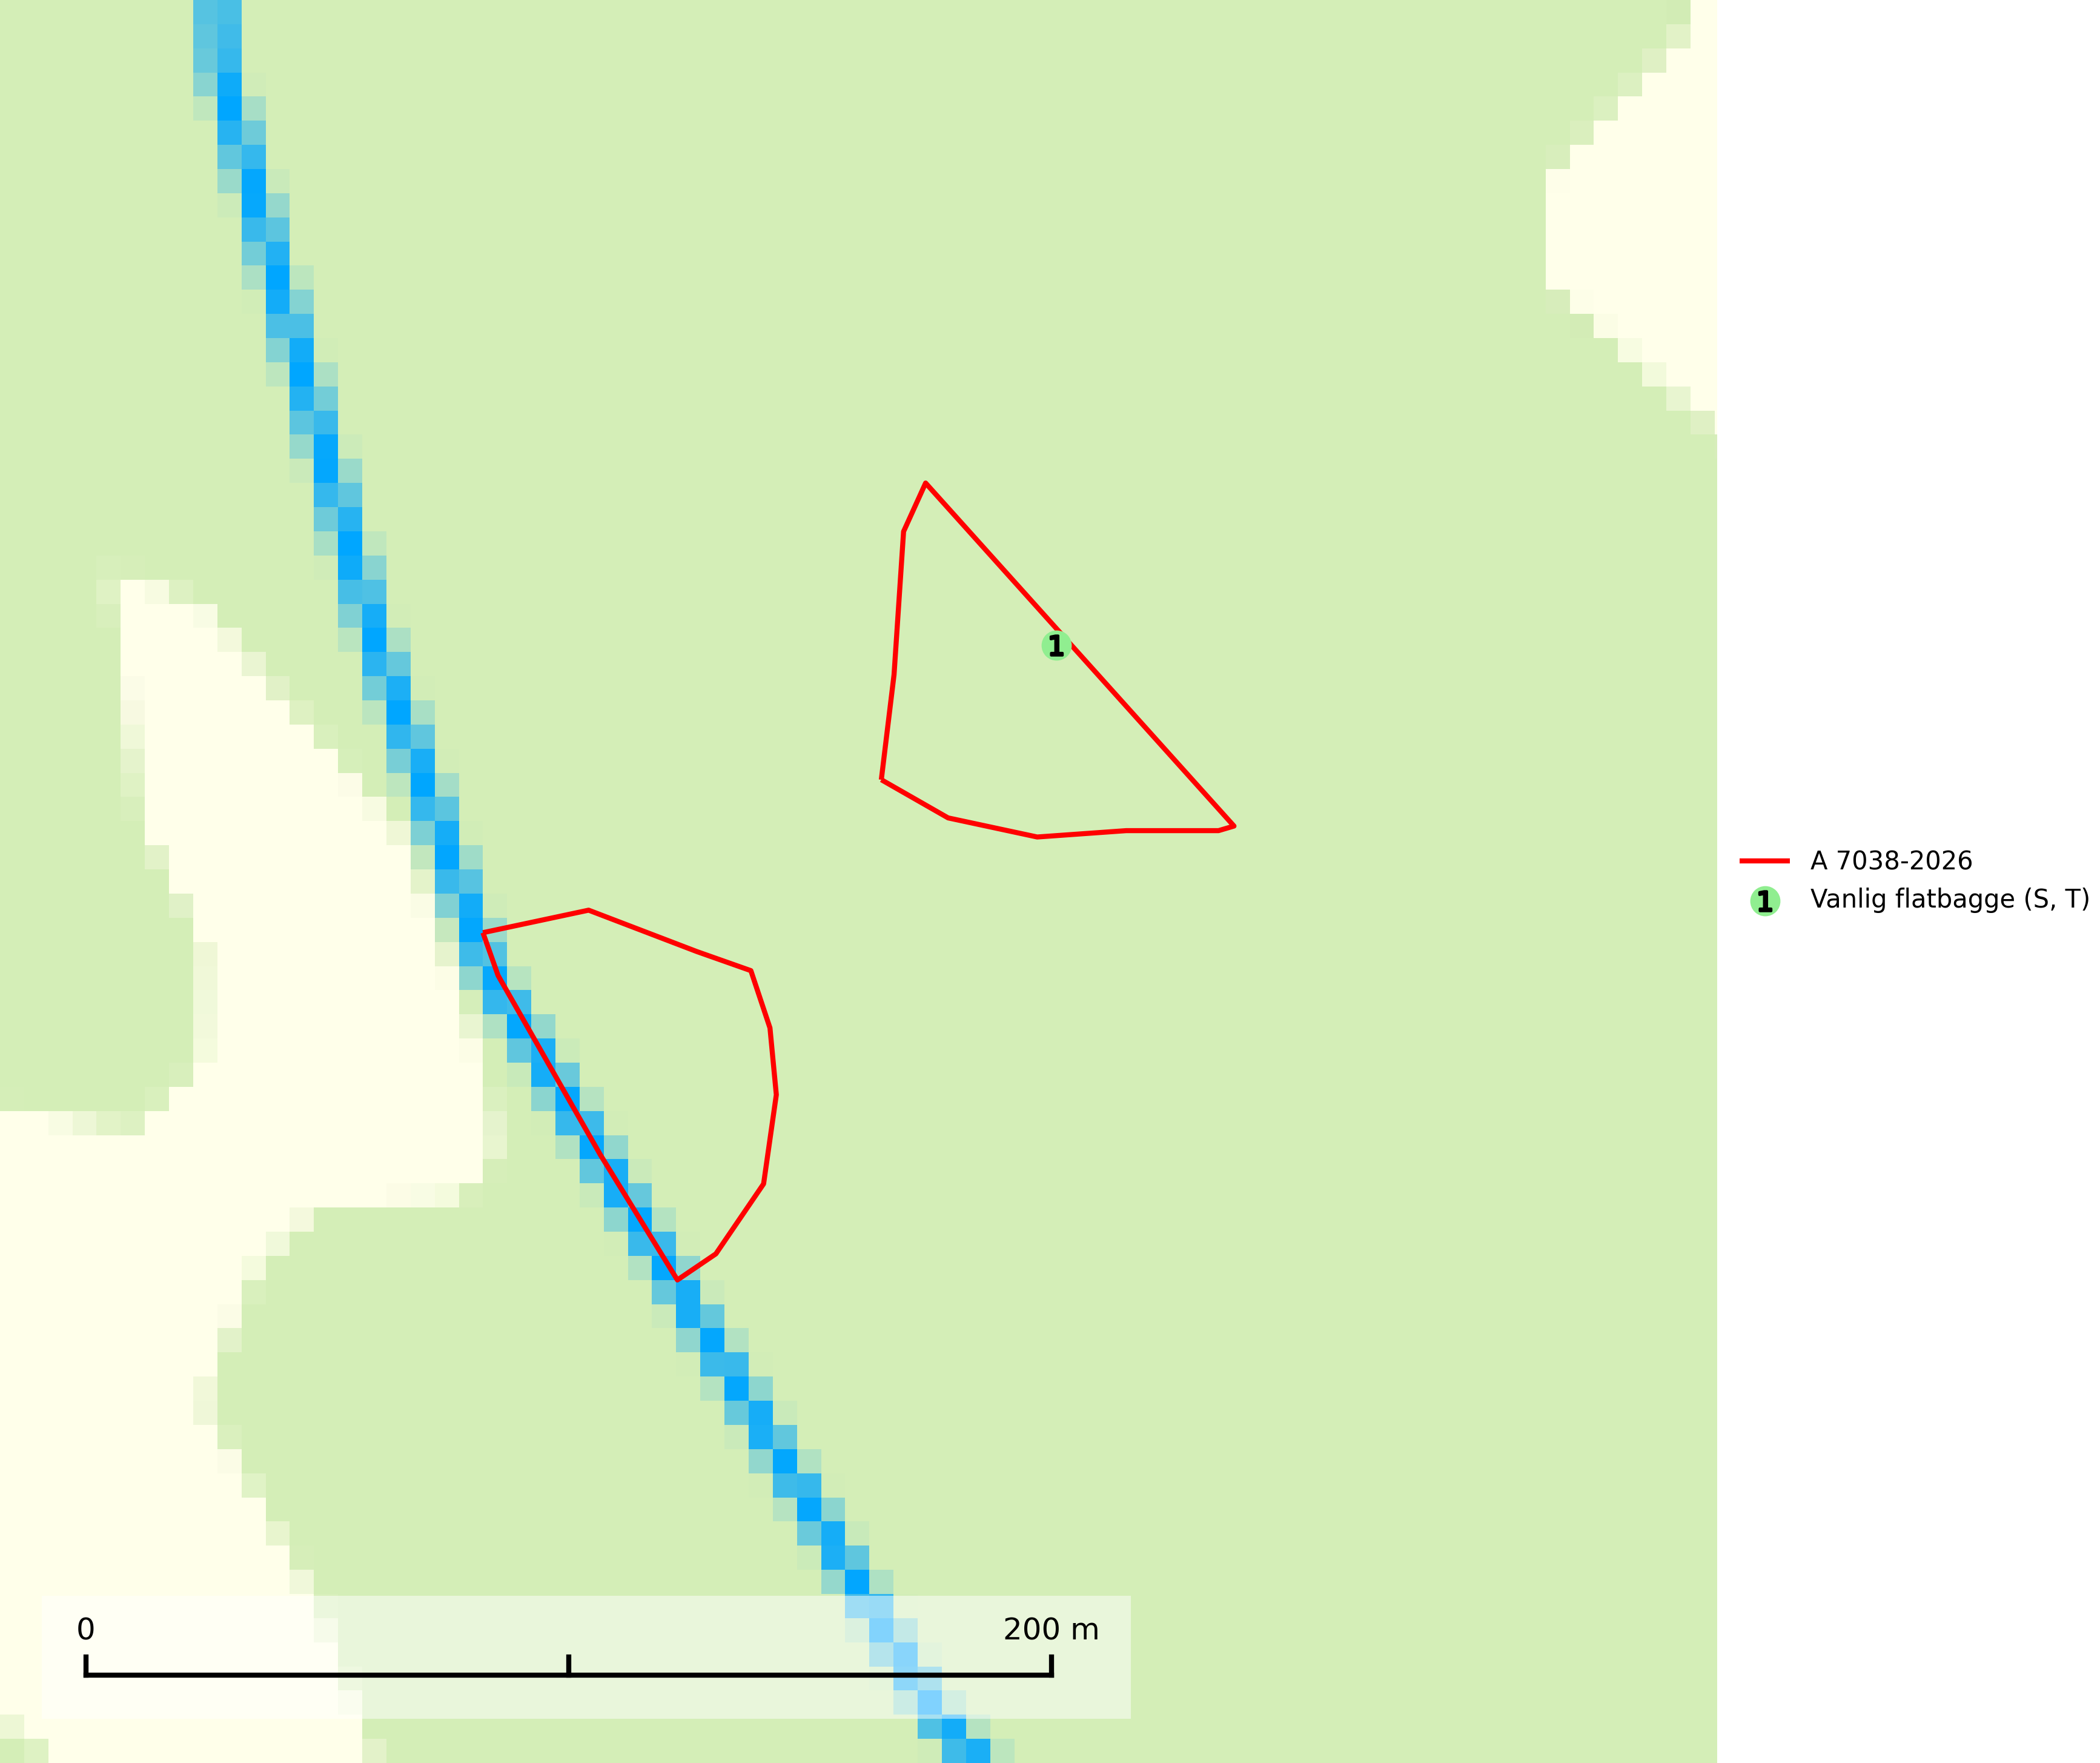 1
A 7038-2026
1 Vanlig flatbagge (S, T)
0 200 m